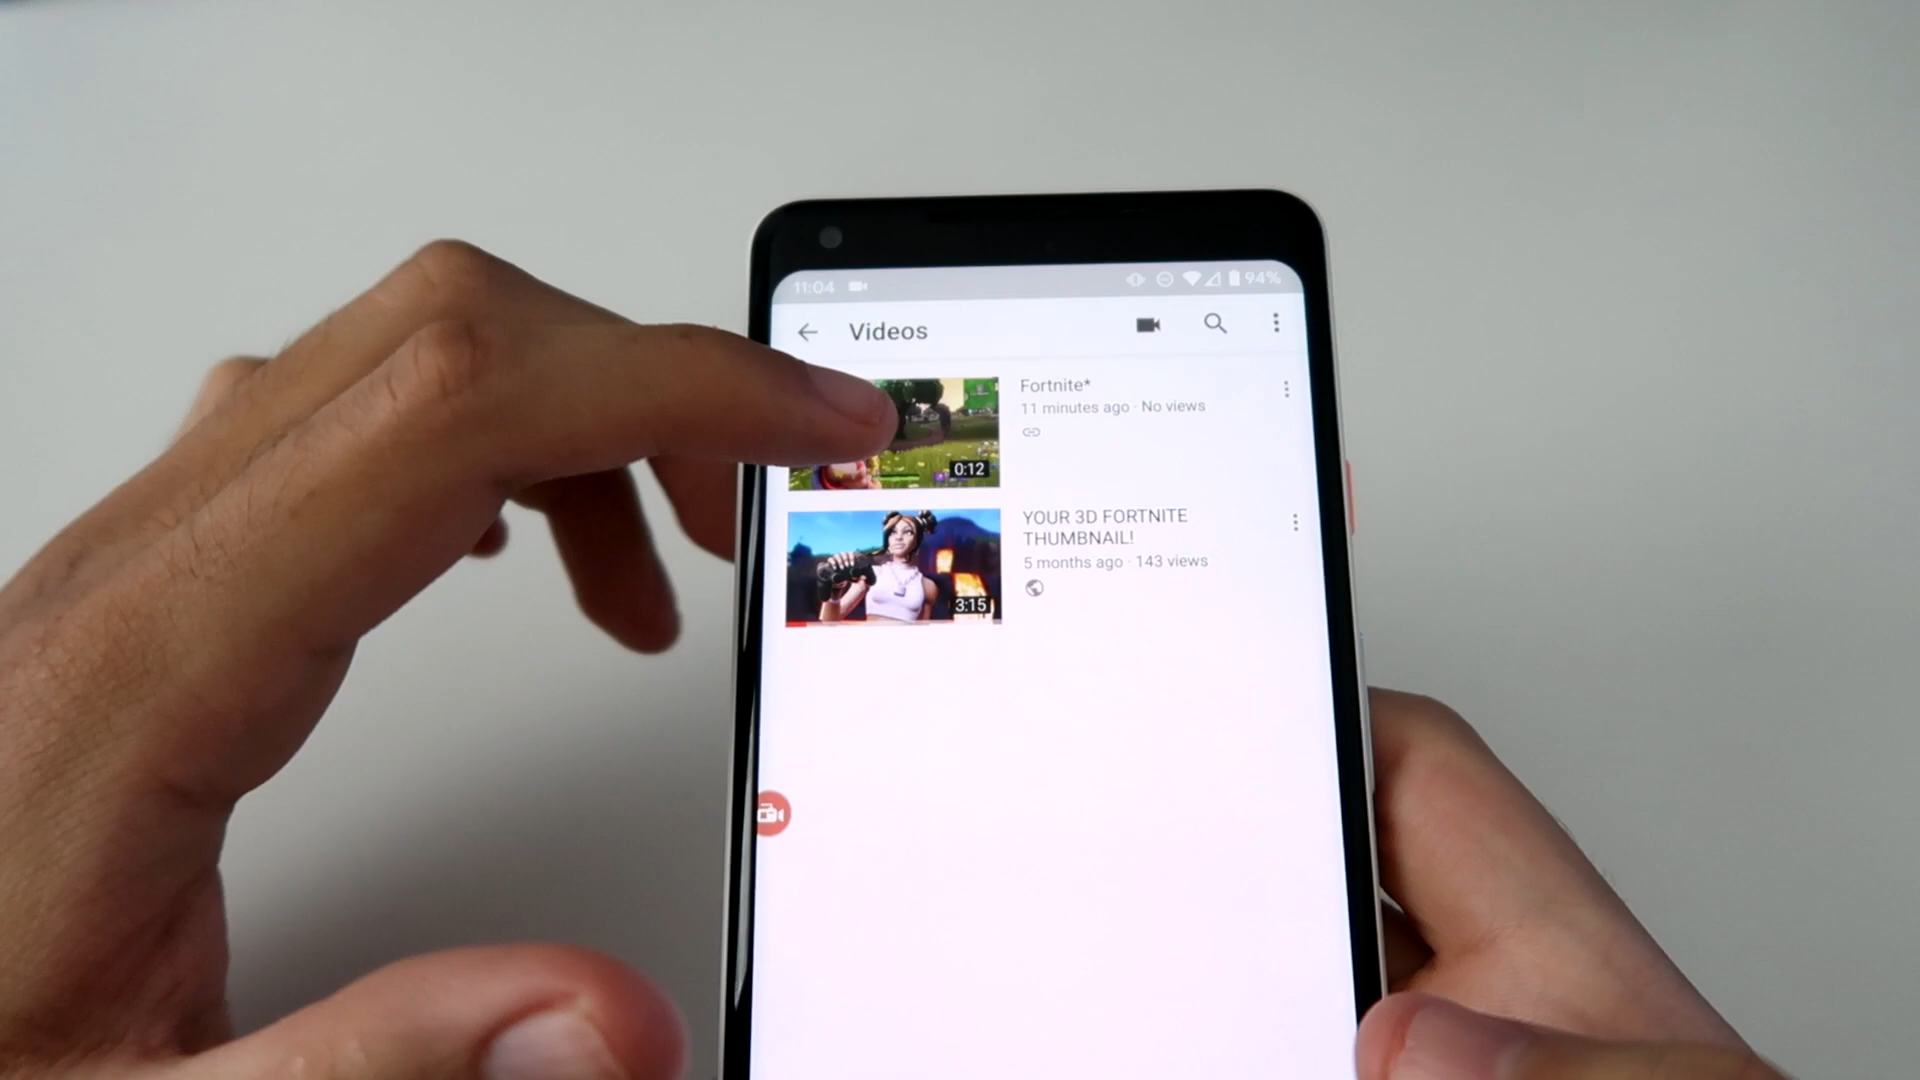 11:04
94%
Videos
Fortnite*
11 minutes ago · No views
0:12
YOUR 3D FORTNITE
THUMBNAIL!
5 months ago · 143 views
3:15